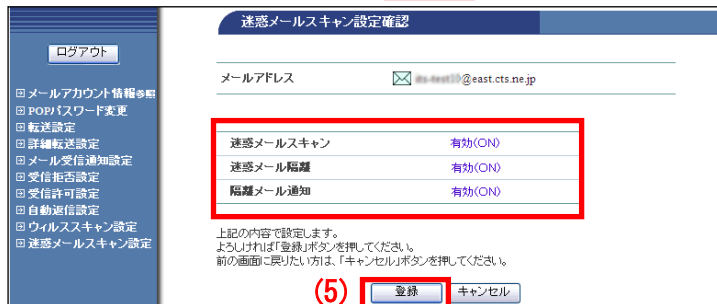 迷惑メールスキャン設定確認
ログアウト
メールアドレス
@east.cts.ne.jp
メールアカウント情報参照
POPパスワード変更
転送設定
詳細転送設定
メール受信通知設定
受信拒否設定
受信許可設定
自動返信設定
ウィルススキャン設定
迷惑メールスキャン設定
迷惑メールスキャン 有効(ON)
迷惑メール隔離 有効(ON)
隔離メール通知 有効(ON)
上記の内容で設定します。
よろしければ「登録」ボタンを押してください。
前の画面に戻りたい方は、「キャンセル」ボタンを押してください。
(5) 登録 キャンセル